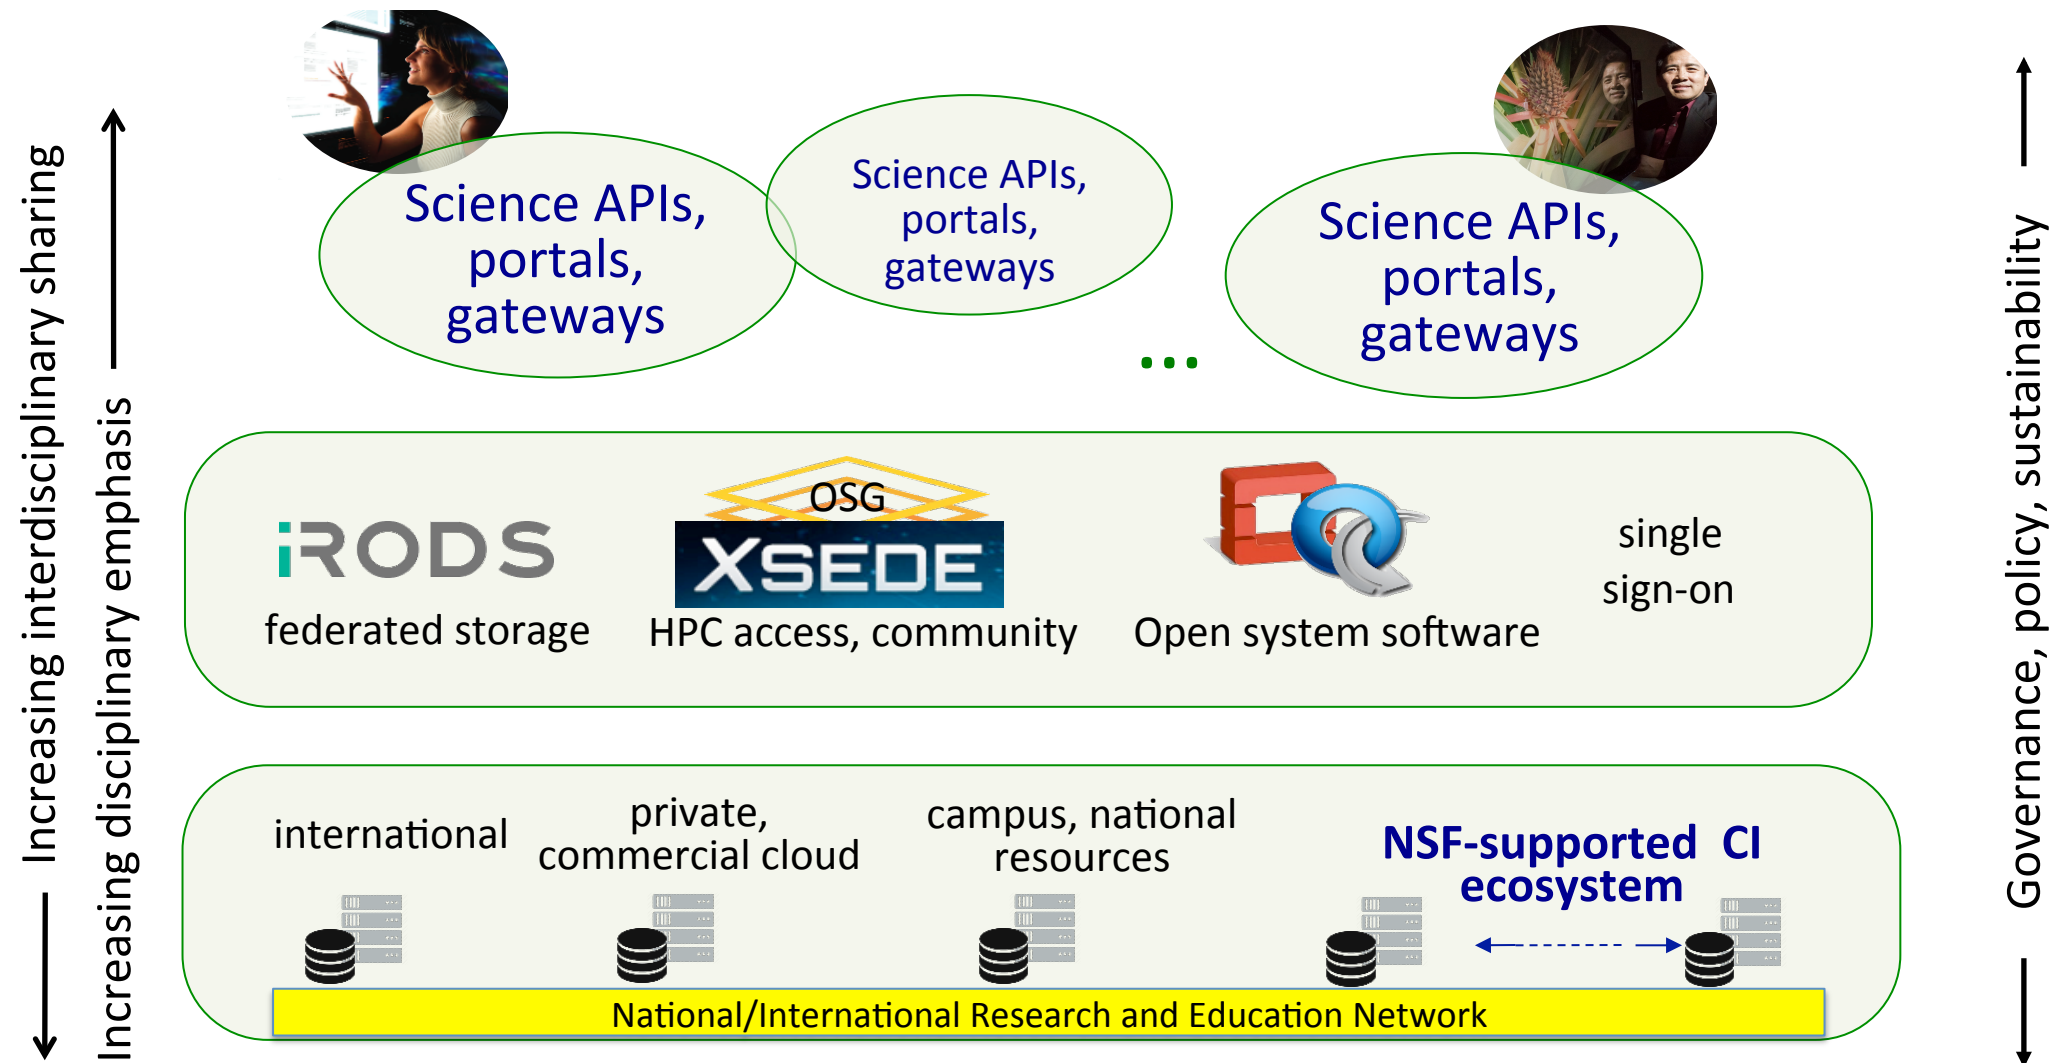 Increasing interdisciplinary sharing
Increasing disciplinary emphasis
Science APIs,
portals,
gateways
Science APIs,
portals,
gateways
Science APIs,
portals,
gateways
...
iRODS
federated storage
OSG
XSEDE
HPC access, community
Open system software
single
sign-on
international
private,
commercial cloud
campus, national
resources
NSF-supported CI
ecosystem
National/International Research and Education Network
Governance, policy, sustainability